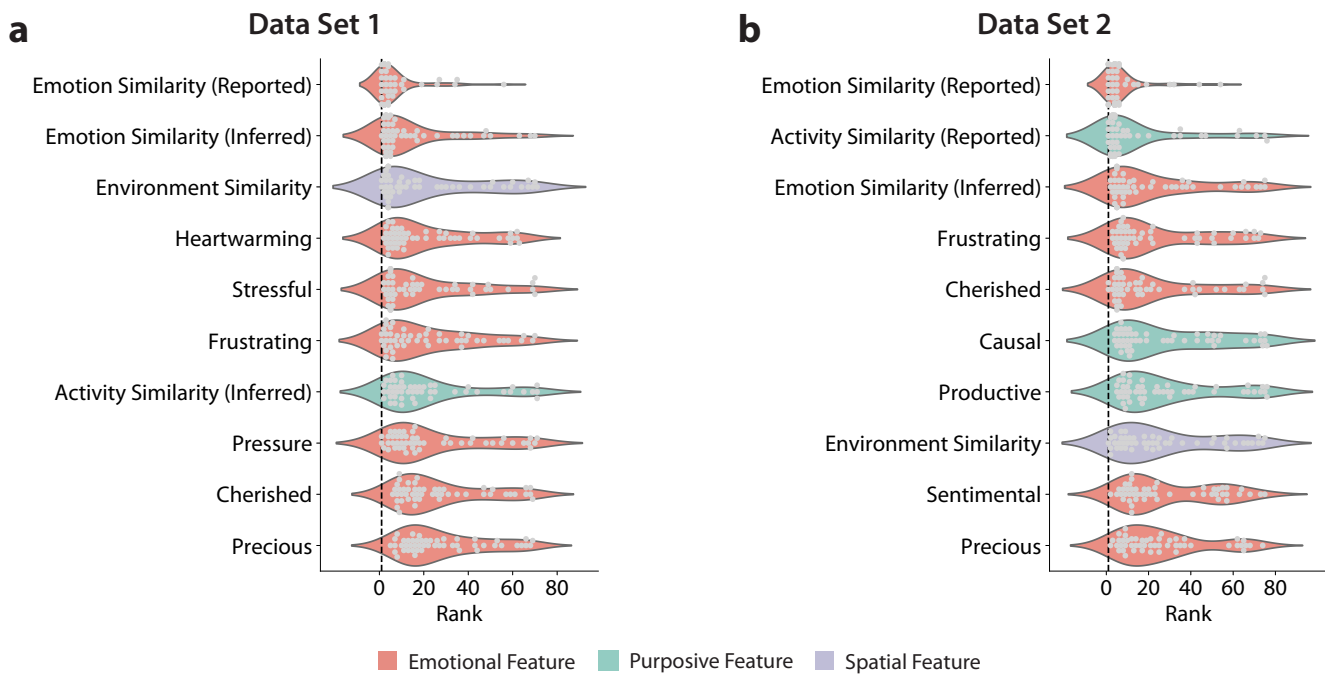 a
Data Set 1
Emotion Similarity (Reported)
Emotion Similarity (Inferred)
Environment Similarity
Heartwarming
Stressful
Frustrating
Activity Similarity (Inferred)
Pressure
Cherished
Precious
0 20 40 60 80
Rank
b
Data Set 2
Emotion Similarity (Reported)
Activity Similarity (Reported)
Emotion Similarity (Inferred)
Frustrating
Cherished
Causal
Productive
Environment Similarity
Sentimental
Precious
0 20 40 60 80
Rank
Emotional Feature Purposive Feature Spatial Feature